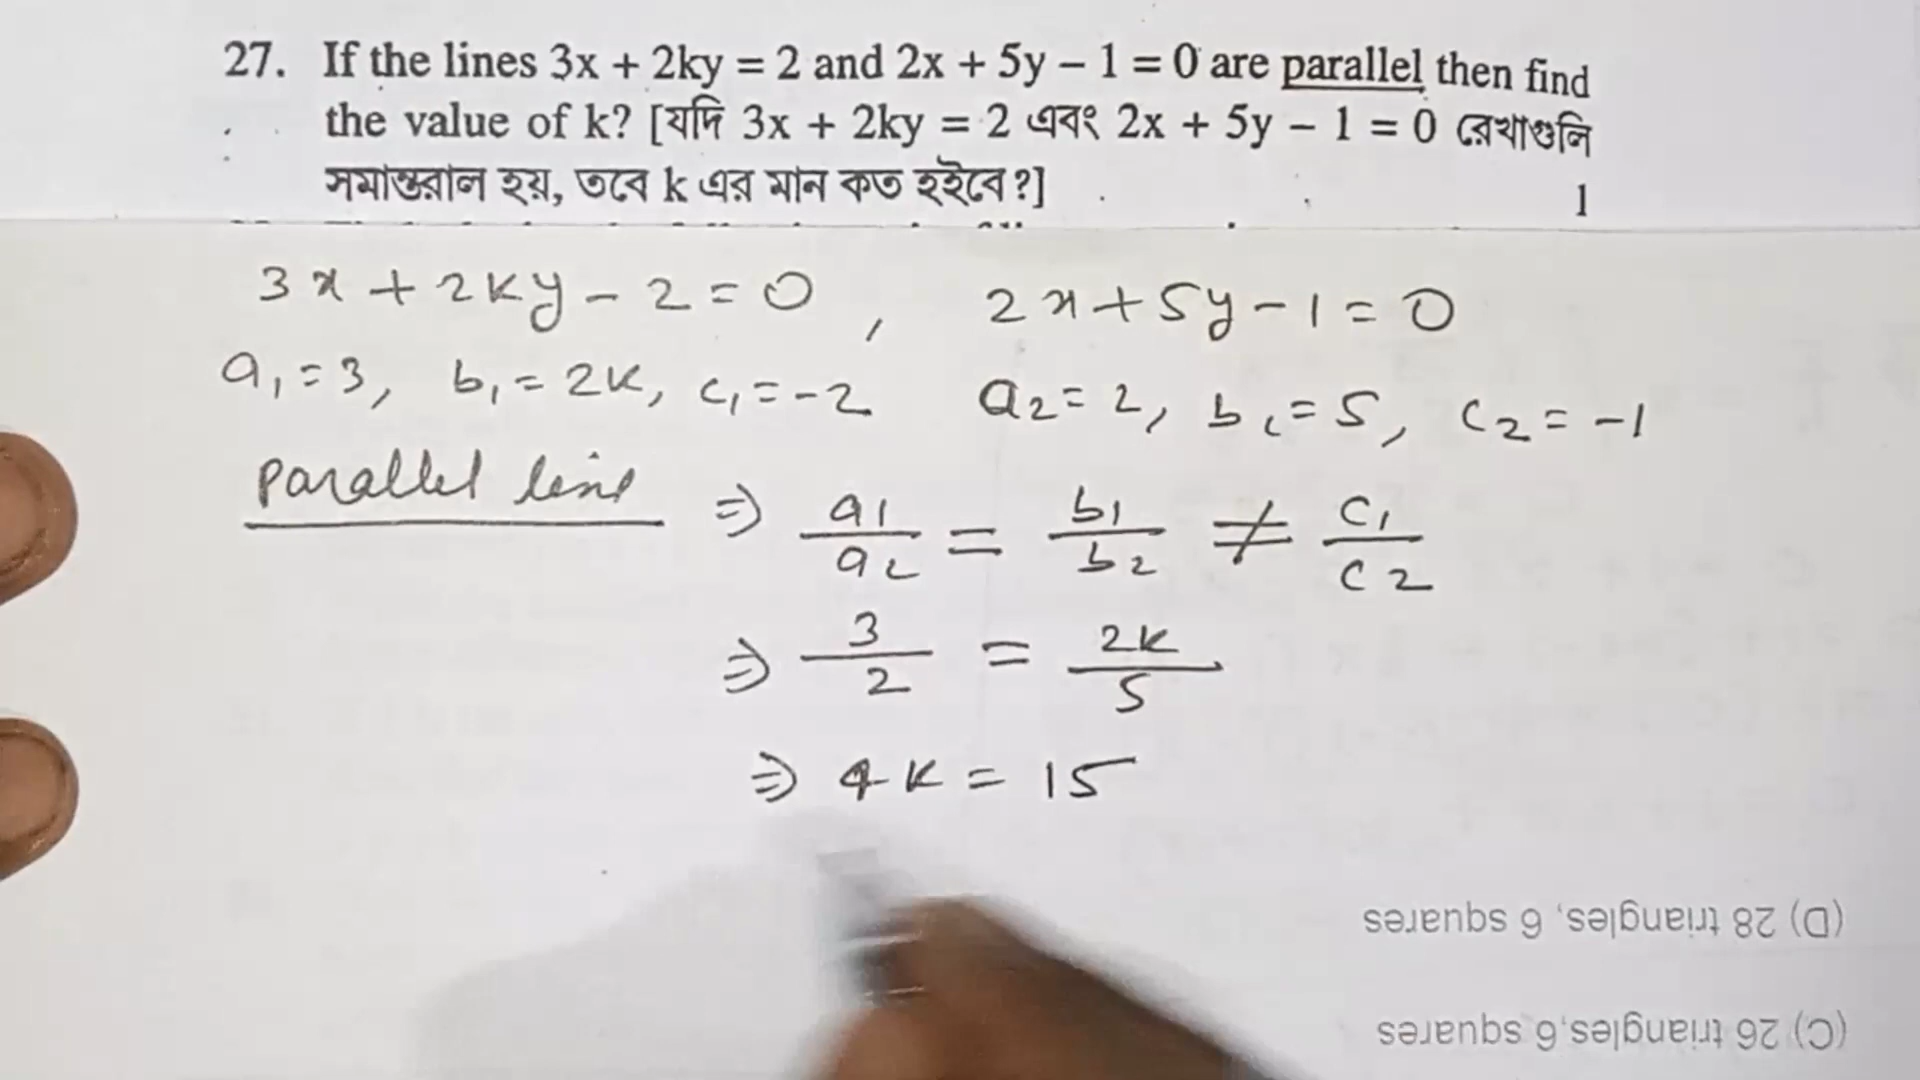 27. If the lines 3x + 2ky = 2 and 2x + 5y – 1 = 0 are parallel then find
the value of k? [যদি 3x + 2ky = 2 এবং 2x + 5y – 1 = 0 রেখাগুলি
সমান্তরাল হয়, তবে k এর মান কত হইবে?] 1
3x + 2ky - 2 = 0 , 2x + 5y - 1 = 0
a₁ = 3, b₁ = 2k, c₁ = -2 a₂ = 2, b₂ = 5, c₂ = -1
parallel line ⇒ a₁/a₂ = b₁/b₂ ≠ c₁/c₂
⇒ 3/2 = 2k/5
⇒ 4k = 15
(D) 28 triangles, 6 squares
(C) 26 triangles,6 squares